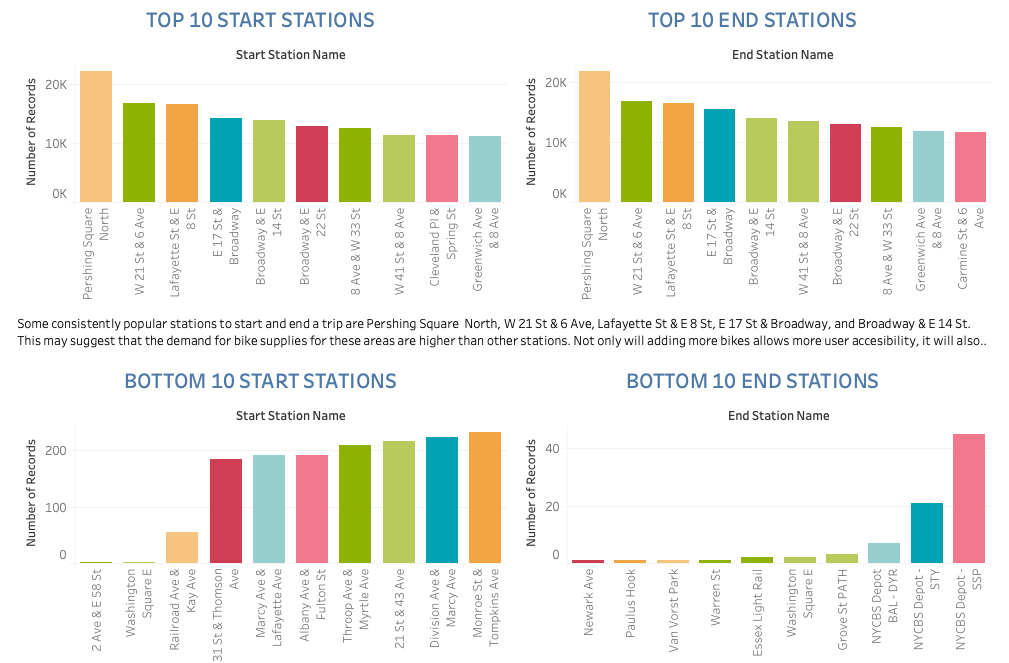 TOP 10 START STATIONS
Start Station Name
Number of Records
20K
10K
0K
Pershing Square
North
W 21 St & 6 Ave
Lafayette St & E
8 St
E 17 St &
Broadway
Broadway & E
14 St
Broadway & E
22 St
8 Ave & W 33 St
W 41 St & 8 Ave
Cleveland Pl &
Spring St
Greenwich Ave
& 8 Ave
TOP 10 END STATIONS
End Station Name
Number of Records
20K
10K
0K
Pershing Square
North
W 21 St & 6 Ave
Lafayette St & E
8 St
E 17 St &
Broadway
Broadway & E
14 St
W 41 St & 8 Ave
Broadway & E
22 St
8 Ave & W 33 St
Greenwich Ave
& 8 Ave
Carmine St & 6
Ave
Some consistently popular stations to start and end a trip are Pershing Square North, W 21 St & 6 Ave, Lafayette St & E 8 St, E 17 St & Broadway, and Broadway & E 14 St.
This may suggest that the demand for bike supplies for these areas are higher than other stations. Not only will adding more bikes allows more user accesibility, it will also..
BOTTOM 10 START STATIONS
Start Station Name
Number of Records
200
100
0
2 Ave & E 58 St
Washington
Square E
Railroad Ave &
Kay Ave
31 St & Thomson
Ave
Marcy Ave &
Lafayette Ave
Albany Ave &
Fulton St
Throop Ave &
Myrtle Ave
21 St & 43 Ave
Division Ave &
Marcy Ave
Monroe St &
Tompkins Ave
BOTTOM 10 END STATIONS
End Station Name
Number of Records
40
20
0
Newark Ave
Paulus Hook
Van Vorst Park
Warren St
Essex Light Rail
Washington
Square E
Grove St PATH
NYCBS Depot
BAL - DYR
NYCBS Depot -
STY
NYCBS Depot -
SSP